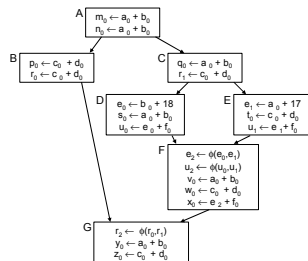 A
m₀ ← a₀ + b₀
n₀ ← a₀ + b₀
B
p₀ ← c₀ + d₀
r₀ ← c₀ + d₀
C
q₀ ← a₀ + b₀
r₁ ← c₀ + d₀
D
e₀ ← b₀ + 18
s₀ ← a₀ + b₀
u₀ ← e₀ + f₀
E
e₁ ← a₀ + 17
t₀ ← c₀ + d₀
u₁ ← e₁ + f₀
F
e₂ ← ϕ(e₀,e₁)
u₂ ← ϕ(u₀,u₁)
v₀ ← a₀ + b₀
w₀ ← c₀ + d₀
x₀ ← e₂ + f₀
G
r₂ ← ϕ(r₀,r₁)
y₀ ← a₀ + b₀
z₀ ← c₀ + d₀